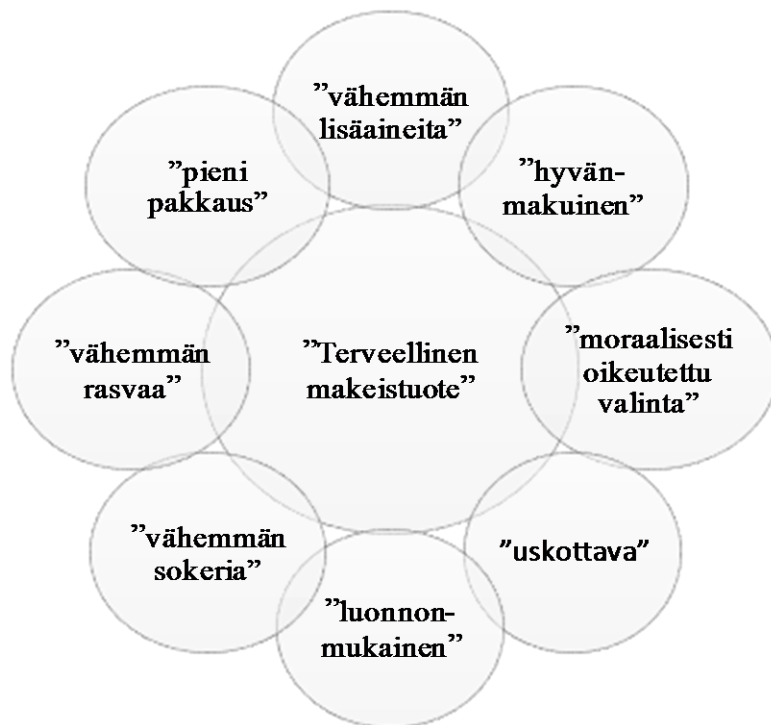 ”vähemmän
lisäaineita”
”pieni
pakkaus”
”hyvän-
makuinen”
”vähemmän
rasvaa”
”Terveellinen
makeistuote”
”moraalisesti
oikeutettu
valinta”
”vähemmän
sokeria”
”uskottava”
”luonnon-
mukainen”